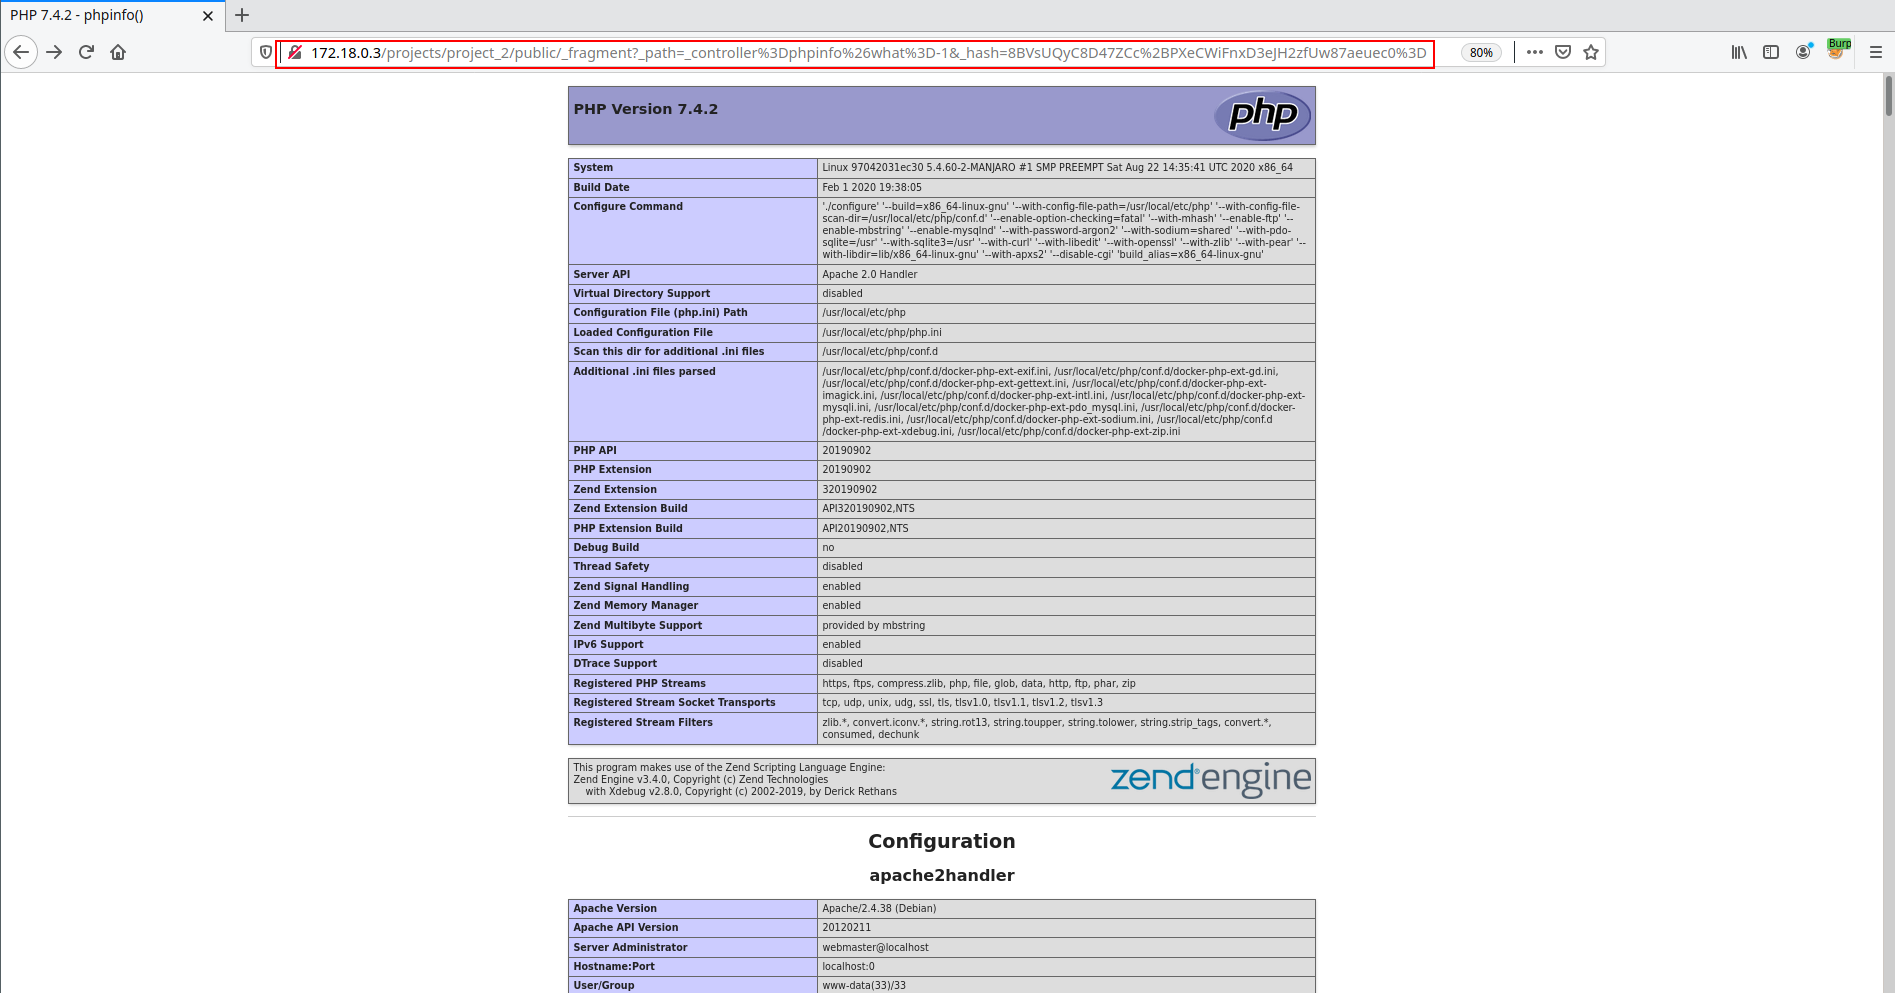 PHP 7.4.2 - phpinfo()
172.18.0.3/projects/project_2/public/_fragment?_path=_controller%3Dphpinfo%26what%3D-1&_hash=8BVsUQyC8D47ZCc%2BPXeCWiFnxD3eJH2zfUw87aeuec0%3D
80%
Burp
PHP Version 7.4.2
php
System Linux 97042031ec30 5.4.60-2-MANJARO #1 SMP PREEMPT Sat Aug 22 14:35:41 UTC 2020 x86_64
Build Date Feb 1 2020 19:38:05
Configure Command './configure' '--build=x86_64-linux-gnu' '--with-config-file-path=/usr/local/etc/php' '--with-config-file-
scan-dir=/usr/local/etc/php/conf.d' '--enable-option-checking=fatal' '--with-mhash' '--enable-ftp' '--
enable-mbstring' '--enable-mysqlnd' '--with-password-argon2' '--with-sodium=shared' '--with-pdo-
sqlite=/usr' '--with-sqlite3=/usr' '--with-curl' '--with-libedit' '--with-openssl' '--with-zlib' '--with-pear' '--
with-libdir=lib/x86_64-linux-gnu' '--with-apxs2' '--disable-cgi' 'build_alias=x86_64-linux-gnu'
Server API Apache 2.0 Handler
Virtual Directory Support disabled
Configuration File (php.ini) Path /usr/local/etc/php
Loaded Configuration File /usr/local/etc/php/php.ini
Scan this dir for additional .ini files /usr/local/etc/php/conf.d
Additional .ini files parsed /usr/local/etc/php/conf.d/docker-php-ext-exif.ini, /usr/local/etc/php/conf.d/docker-php-ext-gd.ini,
/usr/local/etc/php/conf.d/docker-php-ext-gettext.ini, /usr/local/etc/php/conf.d/docker-php-ext-
imagick.ini, /usr/local/etc/php/conf.d/docker-php-ext-intl.ini, /usr/local/etc/php/conf.d/docker-php-ext-
mysqli.ini, /usr/local/etc/php/conf.d/docker-php-ext-pdo_mysql.ini, /usr/local/etc/php/conf.d/docker-
php-ext-redis.ini, /usr/local/etc/php/conf.d/docker-php-ext-sodium.ini, /usr/local/etc/php/conf.d
/docker-php-ext-xdebug.ini, /usr/local/etc/php/conf.d/docker-php-ext-zip.ini
PHP API 20190902
PHP Extension 20190902
Zend Extension 320190902
Zend Extension Build API320190902,NTS
PHP Extension Build API20190902,NTS
Debug Build no
Thread Safety disabled
Zend Signal Handling enabled
Zend Memory Manager enabled
Zend Multibyte Support provided by mbstring
IPv6 Support enabled
DTrace Support disabled
Registered PHP Streams https, ftps, compress.zlib, php, file, glob, data, http, ftp, phar, zip
Registered Stream Socket Transports tcp, udp, unix, udg, ssl, tls, tlsv1.0, tlsv1.1, tlsv1.2, tlsv1.3
Registered Stream Filters zlib.*, convert.iconv.*, string.rot13, string.toupper, string.tolower, string.strip_tags, convert.*,
consumed, dechunk
This program makes use of the Zend Scripting Language Engine:
Zend Engine v3.4.0, Copyright (c) Zend Technologies
with Xdebug v2.8.0, Copyright (c) 2002-2019, by Derick Rethans
zend engine
Configuration
apache2handler
Apache Version Apache/2.4.38 (Debian)
Apache API Version 20120211
Server Administrator webmaster@localhost
Hostname:Port localhost:0
User/Group www-data(33)/33